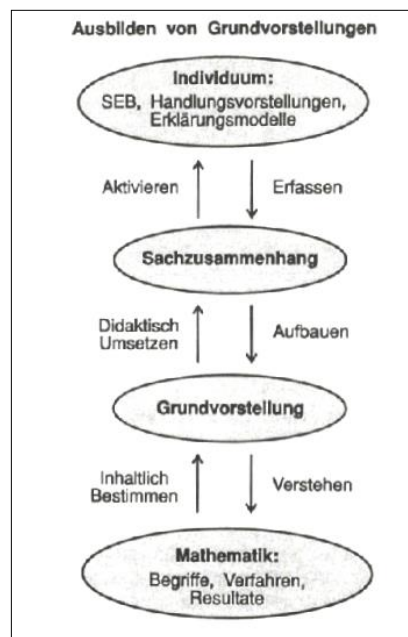 Ausbilden von Grundvorstellungen
Individuum:
SEB, Handlungsvorstellungen,
Erklärungsmodelle
Aktivieren
Erfassen
Sachzusammenhang
Didaktisch
Umsetzen
Aufbauen
Grundvorstellung
Inhaltlich
Bestimmen
Verstehen
Mathematik:
Begriffe, Verfahren,
Resultate